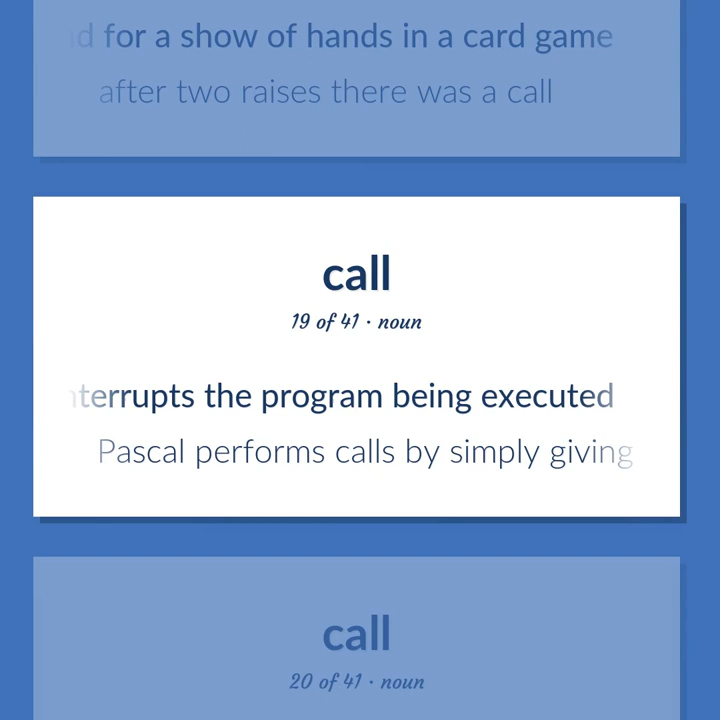 for a show of hands in a card game
after two raises there was a call
call
19 of 41 · noun
the program being executed
Pascal performs calls by simply giving
call
20 of 41 · noun